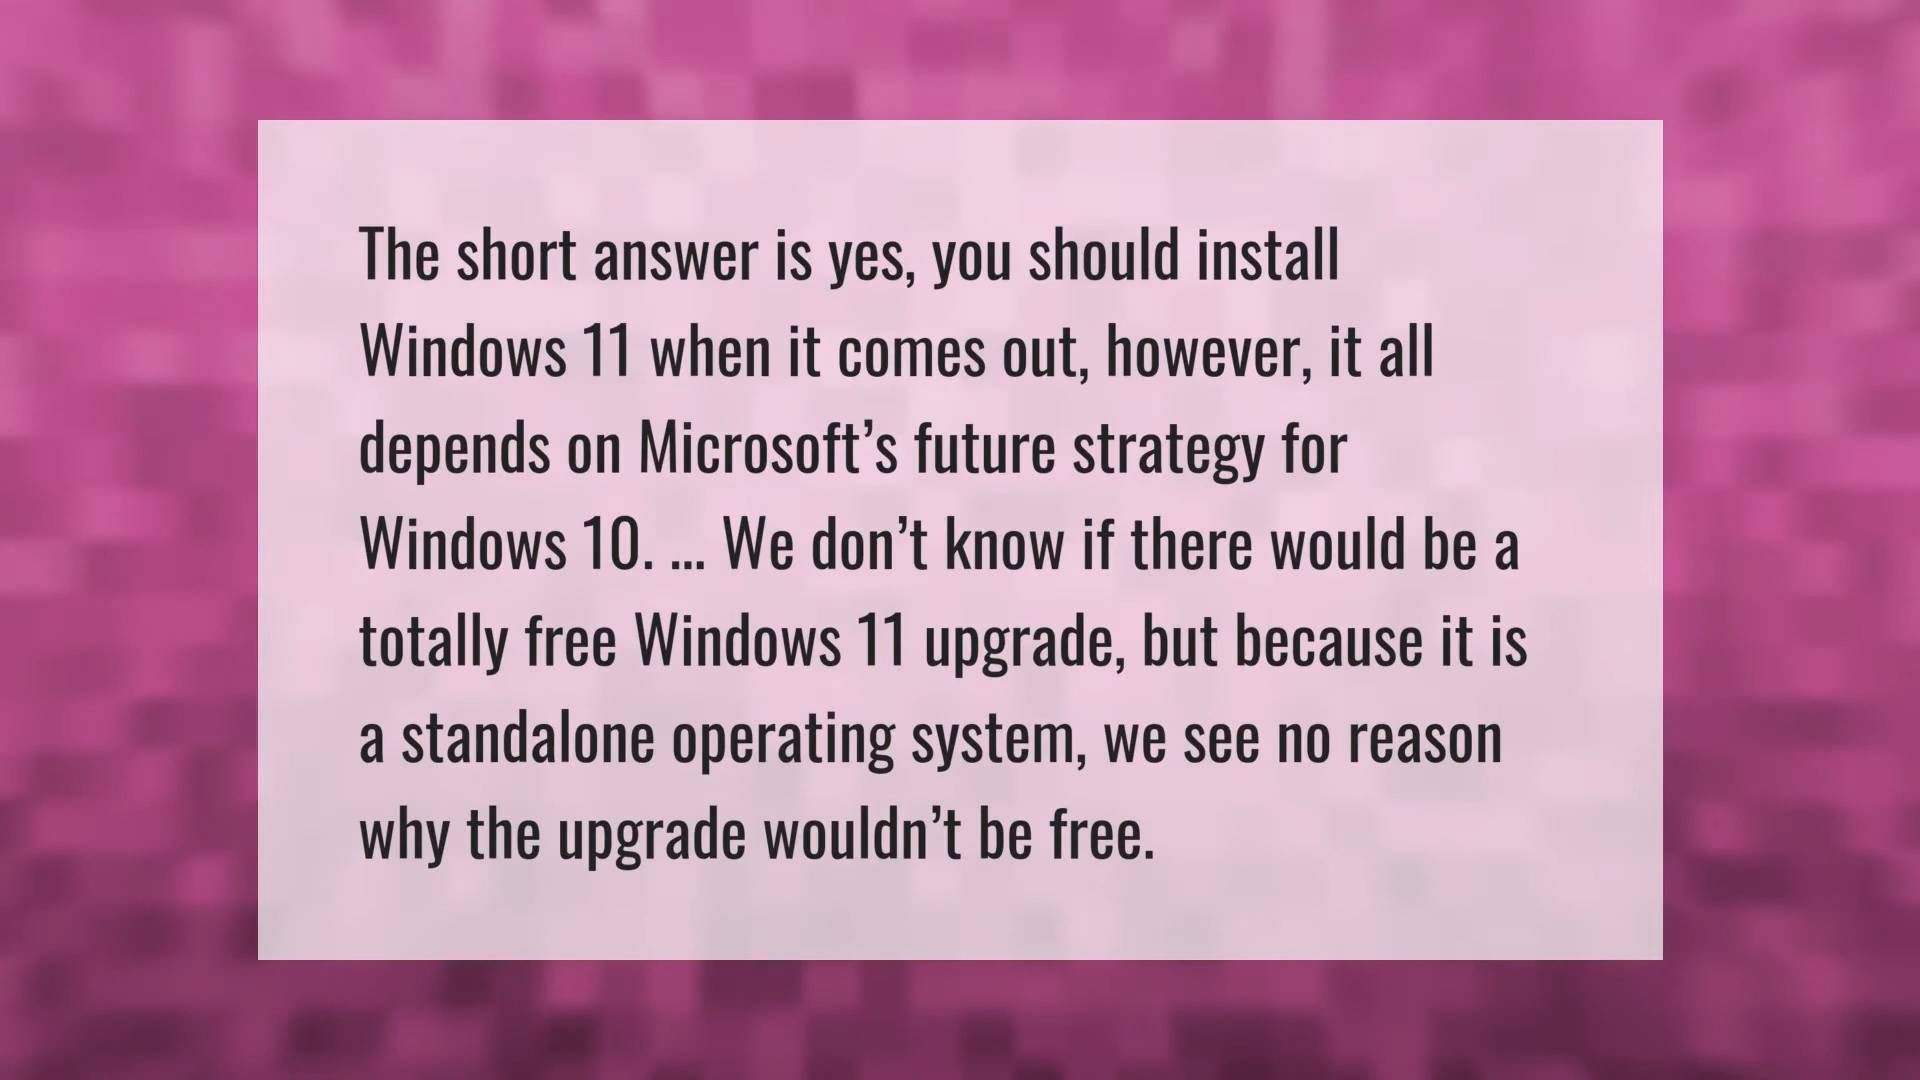 The short answer is yes, you should install
Windows 11 when it comes out, however, it all
depends on Microsoft’s future strategy for
Windows 10. ... We don’t know if there would be a
totally free Windows 11 upgrade, but because it is
a standalone operating system, we see no reason
why the upgrade wouldn’t be free.